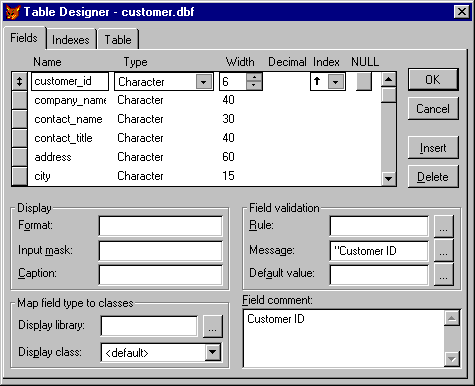 Table Designer - customer.dbf
Fields Indexes Table
Name Type Width Decimal Index NULL
customer_id Character 6
company_name Character 40
contact_name Character 30
contact_title Character 40
address Character 60
city Character 15
OK
Cancel
Insert
Delete
Display
Format:
Input mask:
Caption:
Field validation
Rule: ...
Message: "Customer ID ...
Default value: ...
Map field type to classes
Display library: ...
Display class: <default>
Field comment:
Customer ID